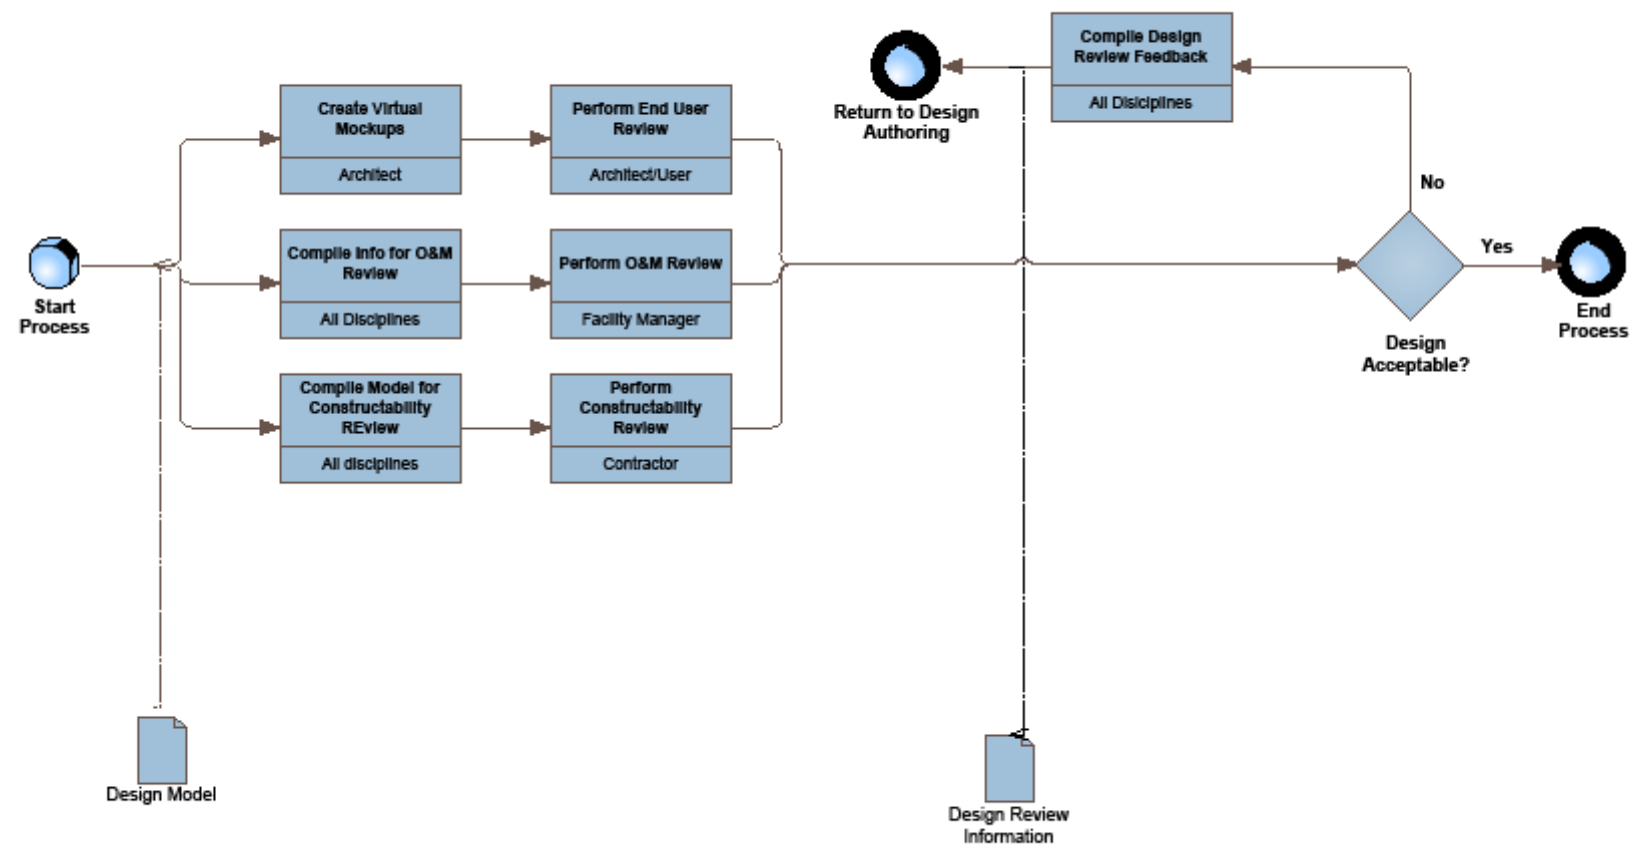 Create Virtual
Mockups
Architect
Perform End User
Review
Architect/User
Compile Info for O&M
Review
All Disciplines
Perform O&M Review
Facility Manager
Compile Model for
Constructability
REview
All disciplines
Perform
Constructability
Review
Contractor
Start
Process
Return to Design
Authoring
Compile Design
Review Feedback
All Disiciplines
No
Yes
Design
Acceptable?
End
Process
Design Model
Design Review
Information